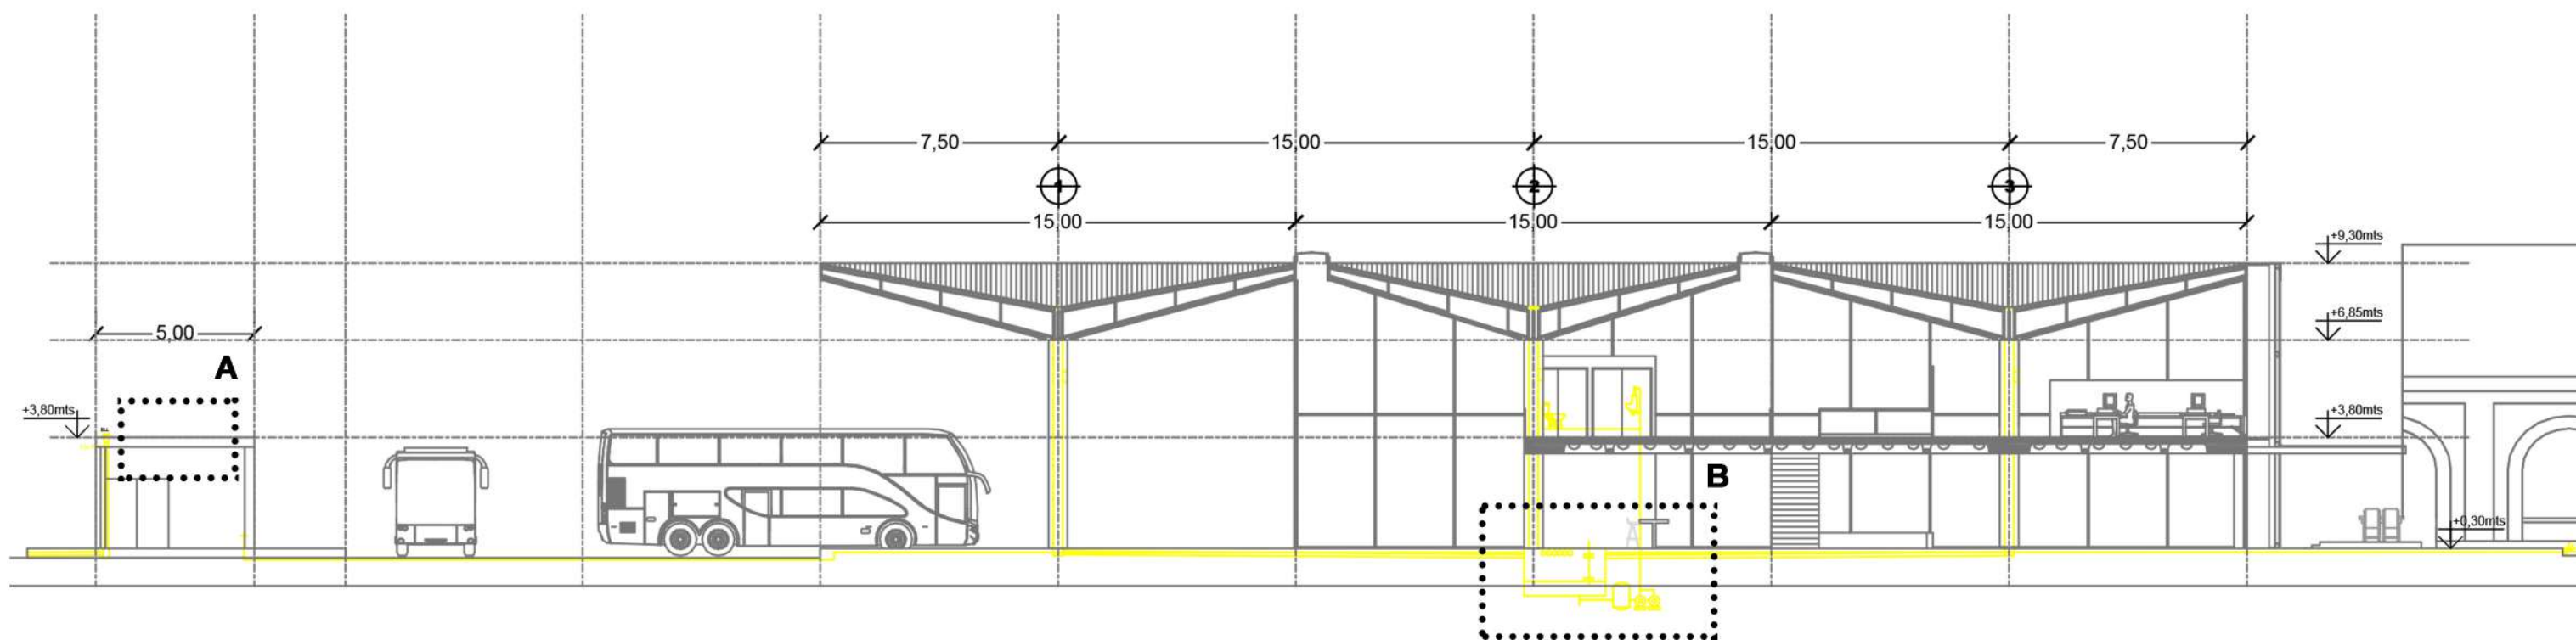 7,50 15,00 15,00 7,50
1 2 3
15,00 15,00 15,00
+9,30mts
+6,85mts
5,00
A
+3,80mts +3,80mts
B
+0,30mts